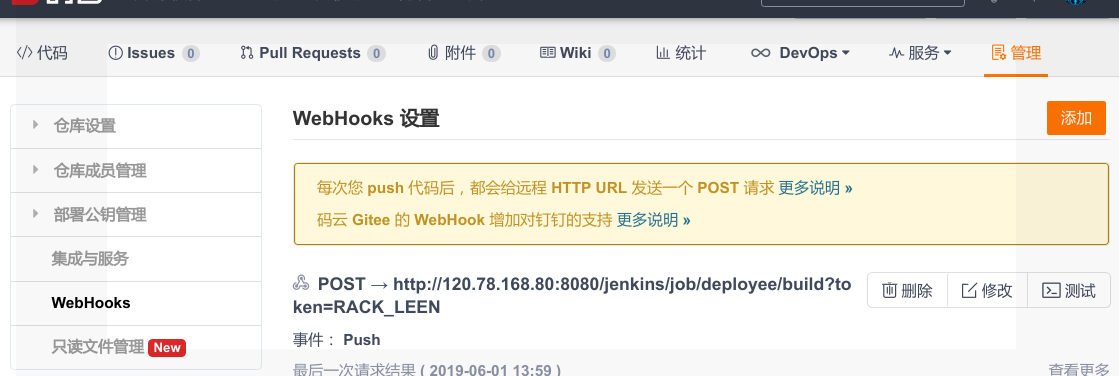 代码 Issues 0 Pull Requests 0 附件 0 Wiki 0 统计 DevOps 服务 管理
仓库设置
仓库成员管理
部署公钥管理
集成与服务
WebHooks
只读文件管理 New
WebHooks 设置 添加
每次您 push 代码后，都会给远程 HTTP URL 发送一个 POST 请求 更多说明 »
码云 Gitee 的 WebHook 增加对钉钉的支持 更多说明 »
POST → http://120.78.168.80:8080/jenkins/job/deployee/build?to
ken=RACK_LEEN
删除 修改 测试
事件： Push
最后一次请求结果 ( 2019-06-01 13:59 ) 查看更多